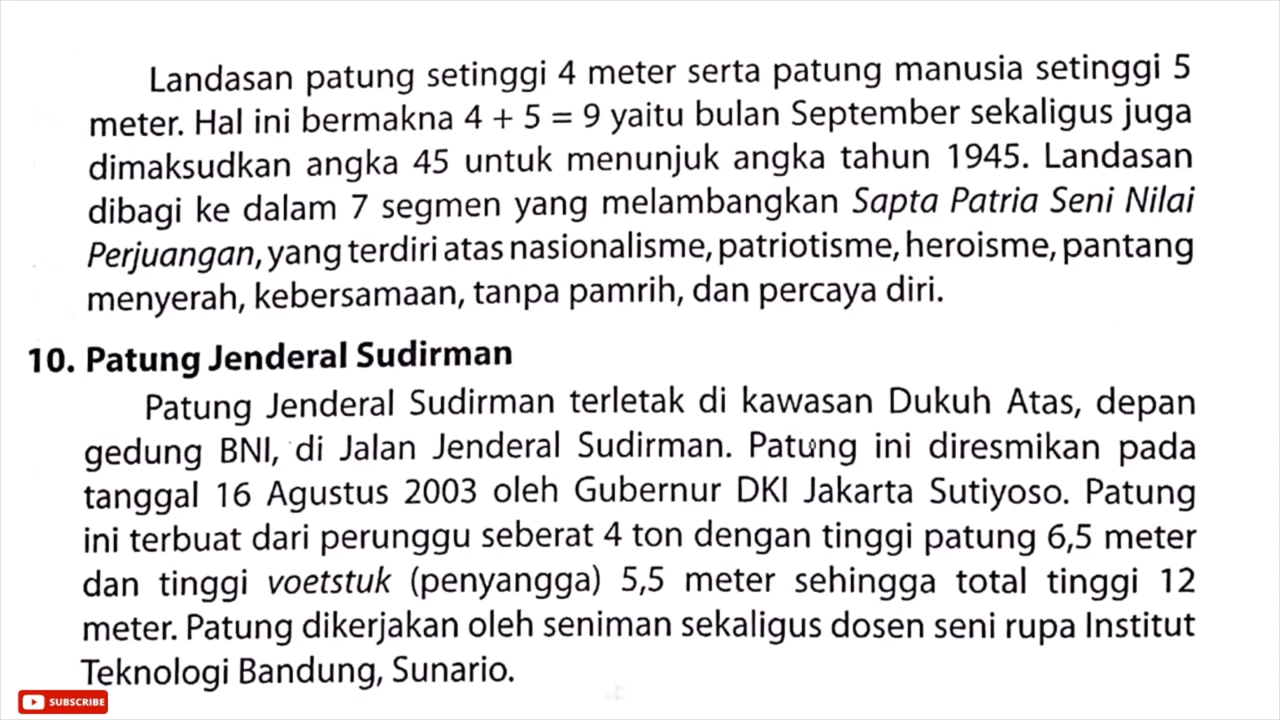 Landasan patung setinggi 4 meter serta patung manusia setinggi 5
meter. Hal ini bermakna 4 + 5 = 9 yaitu bulan September sekaligus juga
dimaksudkan angka 45 untuk menunjuk angka tahun 1945. Landasan
dibagi ke dalam 7 segmen yang melambangkan Sapta Patria Seni Nilai
Perjuangan, yang terdiri atas nasionalisme, patriotisme, heroisme, pantang
menyerah, kebersamaan, tanpa pamrih, dan percaya diri.
10. Patung Jenderal Sudirman
Patung Jenderal Sudirman terletak di kawasan Dukuh Atas, depan
gedung BNI, di Jalan Jenderal Sudirman. Patung ini diresmikan pada
tanggal 16 Agustus 2003 oleh Gubernur DKI Jakarta Sutiyoso. Patung
ini terbuat dari perunggu seberat 4 ton dengan tinggi patung 6,5 meter
dan tinggi voetstuk (penyangga) 5,5 meter sehingga total tinggi 12
meter. Patung dikerjakan oleh seniman sekaligus dosen seni rupa Institut
Teknologi Bandung, Sunario.
SUBSCRIBE